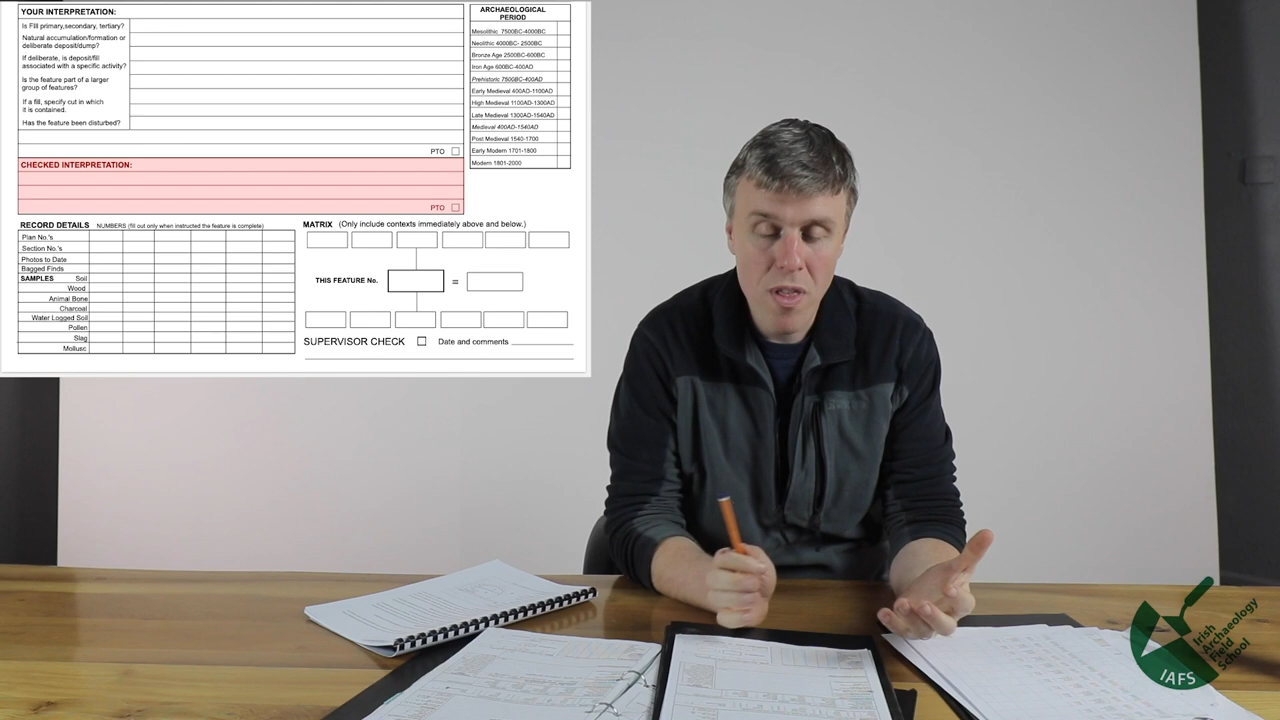 YOUR INTERPRETATION:
Is Fill primary,secondary, tertiary?
Natural accumulation/formation or
deliberate deposit/dump?
If deliberate, is deposit/fill
associated with a specific activity?
Is the feature part of a larger
group of features?
If a fill, specify cut in which
it is contained.
Has the feature been disturbed?
PTO
CHECKED INTERPRETATION:
PTO
ARCHAEOLOGICAL
PERIOD
Mesolithic 7500BC-4000BC
Neolithic 4000BC- 2500BC
Bronze Age 2500BC-600BC
Iron Age 600BC-400AD
Prehistoric 7500BC-400AD
Early Medieval 400AD-1100AD
High Medieval 1100AD-1300AD
Late Medieval 1300AD-1540AD
Medieval 400AD-1540AD
Post Medieval 1540-1700
Early Modern 1701-1800
Modern 1801-2000
RECORD DETAILS NUMBERS (fill out only when instructed the feature is complete)
Plan No.'s
Section No.'s
Photos to Date
Bagged Finds
SAMPLES Soil
Wood
Animal Bone
Charcoal
Water Logged Soil
Pollen
Slag
Mollusc
MATRIX (Only include contexts immediately above and below.)
THIS FEATURE No. =
SUPERVISOR CHECK Date and comments
Irish
Archaeology
Field
School
IAFS